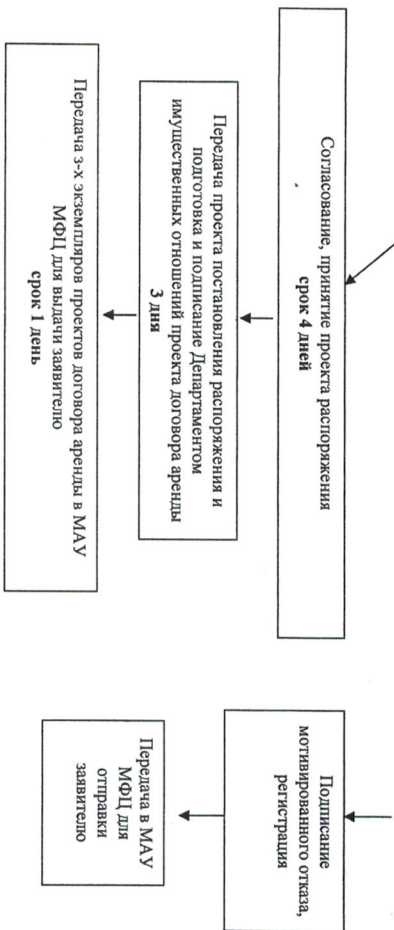 Согласование, принятие проекта распоряжения
срок 4 дней
Передача проекта постановления распоряжения и
подготовка и подписание Департаментом
имущественных отношений проекта договора аренды
3 дня
Передача з-х экземпляров проектов договора аренды в МАУ
МФЦ для выдачи заявителю
срок 1 день
Подписание
мотивированного отказа,
регистрация
Передача в МАУ
МФЦ для
отправки
заявителю